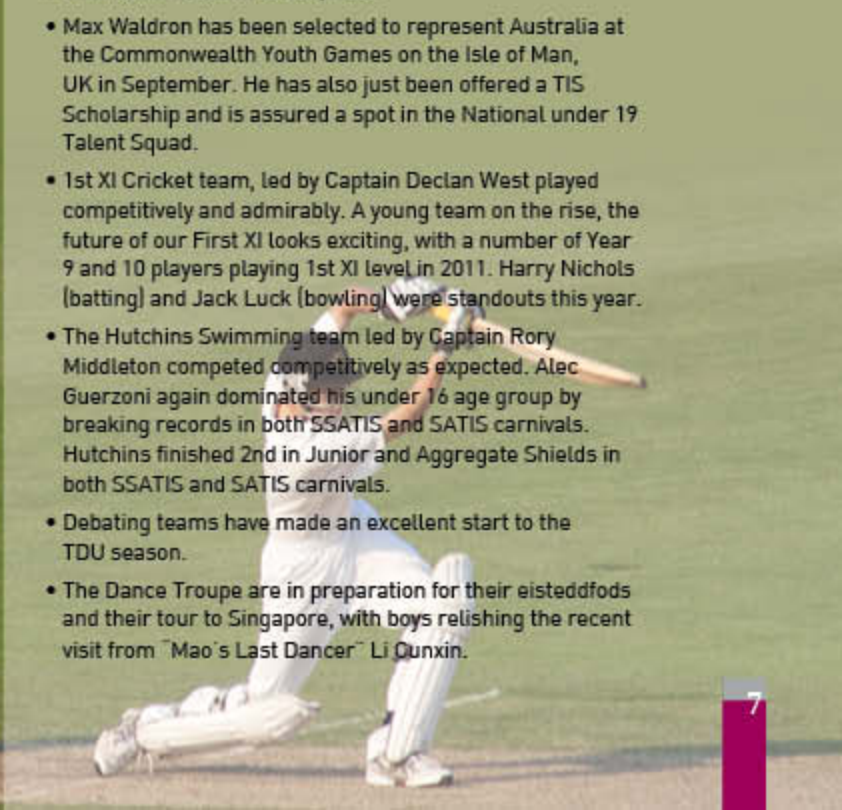 • Max Waldron has been selected to represent Australia at
the Commonwealth Youth Games on the Isle of Man,
UK in September. He has also just been offered a TIS
Scholarship and is assured a spot in the National under 19
Talent Squad.
• 1st XI Cricket team, led by Captain Declan West played
competitively and admirably. A young team on the rise, the
future of our First XI looks exciting, with a number of Year
9 and 10 players playing 1st XI level in 2011. Harry Nichols
(batting) and Jack Luck (bowling) were standouts this year.
• The Hutchins Swimming team led by Captain Rory
Middleton competed competitively as expected. Alec
Guerzoni again dominated his under 16 age group by
breaking records in both SSATIS and SATIS carnivals.
Hutchins finished 2nd in Junior and Aggregate Shields in
both SSATIS and SATIS carnivals.
• Debating teams have made an excellent start to the
TDU season.
• The Dance Troupe are in preparation for their eisteddfods
and their tour to Singapore, with boys relishing the recent
visit from ¨Mao´s Last Dancer¨ Li Cunxin.
7